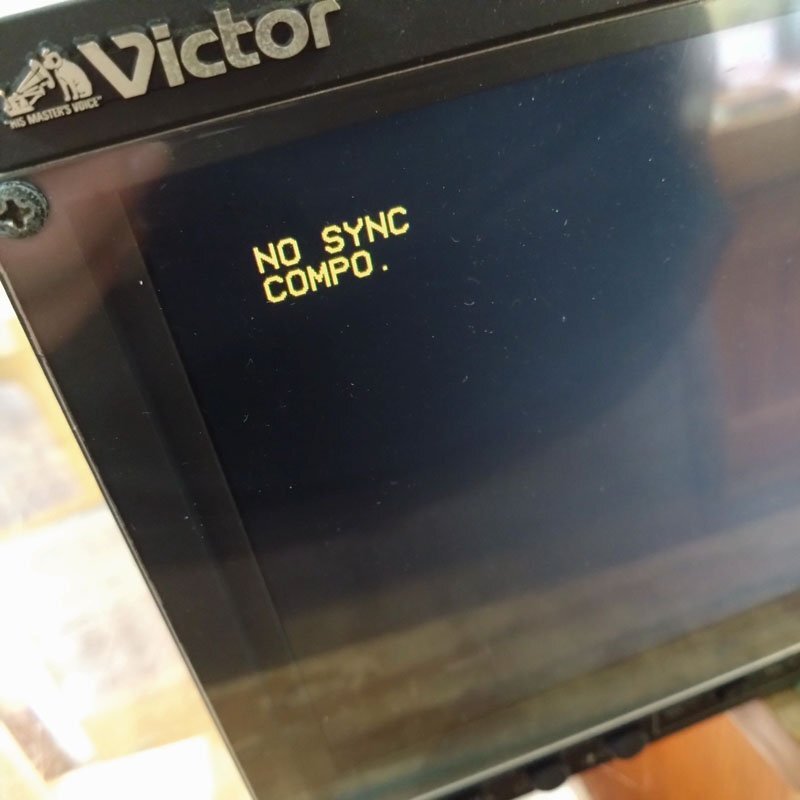 Victor
"HIS MASTER'S VOICE"
NO SYNC
COMPO.